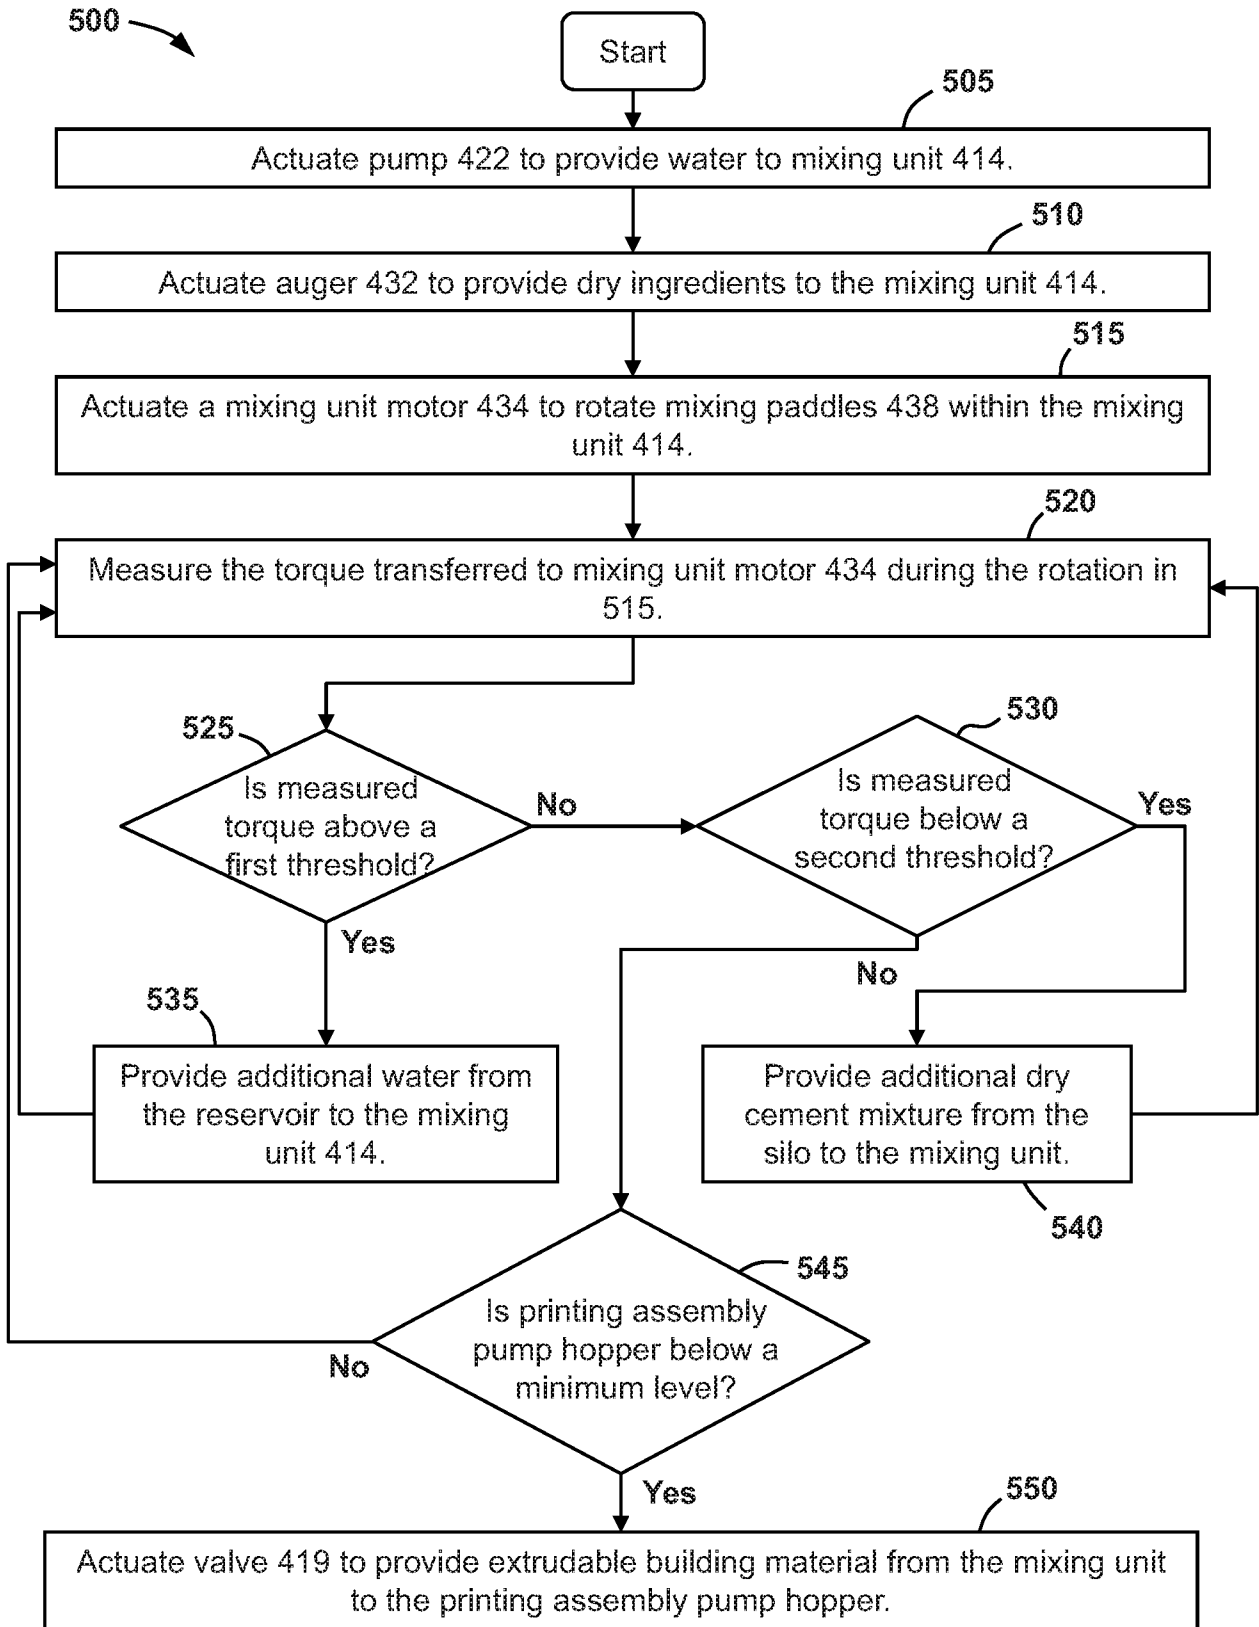 500
Start
505
Actuate pump 422 to provide water to mixing unit 414.
510
Actuate auger 432 to provide dry ingredients to the mixing unit 414.
515
Actuate a mixing unit motor 434 to rotate mixing paddles 438 within the mixing
unit 414.
520
Measure the torque transferred to mixing unit motor 434 during the rotation in
515.
525
Is measured
torque above a
first threshold?
No
530
Is measured
torque below a
second threshold?
Yes
Yes
No
535
Provide additional water from
the reservoir to the mixing
unit 414.
Provide additional dry
cement mixture from the
silo to the mixing unit.
540
545
Is printing assembly
pump hopper below a
minimum level?
No
Yes
550
Actuate valve 419 to provide extrudable building material from the mixing unit
to the printing assembly pump hopper.